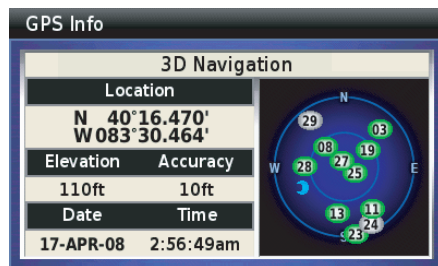 GPS Info
3D Navigation
Location
N 40°16.470'
W 083°30.464'
Elevation Accuracy
110ft 10ft
Date Time
17-APR-08 2:56:49am
N
29
03
08
19
27
W 28 25 E
13
11
24
S 23